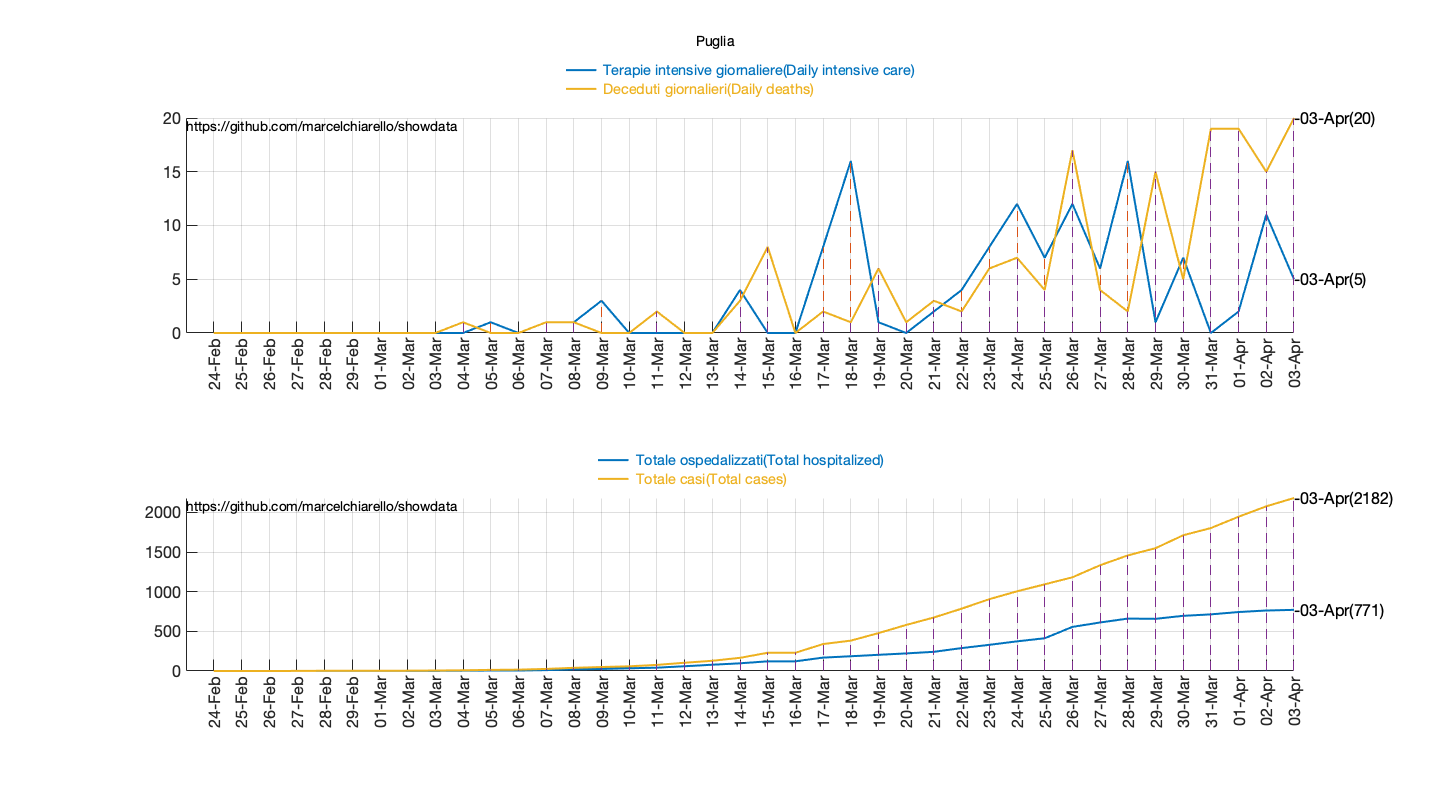 Puglia
Terapie intensive giornaliere(Daily intensive care)
Deceduti giornalieri(Daily deaths)
https://github.com/marcelchiarello/showdata
20
15
10
5
0
-03-Apr(20)
-03-Apr(5)
24-Feb
25-Feb
26-Feb
27-Feb
28-Feb
29-Feb
01-Mar
02-Mar
03-Mar
04-Mar
05-Mar
06-Mar
07-Mar
08-Mar
09-Mar
10-Mar
11-Mar
12-Mar
13-Mar
14-Mar
15-Mar
16-Mar
17-Mar
18-Mar
19-Mar
20-Mar
21-Mar
22-Mar
23-Mar
24-Mar
25-Mar
26-Mar
27-Mar
28-Mar
29-Mar
30-Mar
31-Mar
01-Apr
02-Apr
03-Apr
Totale ospedalizzati(Total hospitalized)
Totale casi(Total cases)
https://github.com/marcelchiarello/showdata
2000
1500
1000
500
0
-03-Apr(2182)
-03-Apr(771)
24-Feb
25-Feb
26-Feb
27-Feb
28-Feb
29-Feb
01-Mar
02-Mar
03-Mar
04-Mar
05-Mar
06-Mar
07-Mar
08-Mar
09-Mar
10-Mar
11-Mar
12-Mar
13-Mar
14-Mar
15-Mar
16-Mar
17-Mar
18-Mar
19-Mar
20-Mar
21-Mar
22-Mar
23-Mar
24-Mar
25-Mar
26-Mar
27-Mar
28-Mar
29-Mar
30-Mar
31-Mar
01-Apr
02-Apr
03-Apr